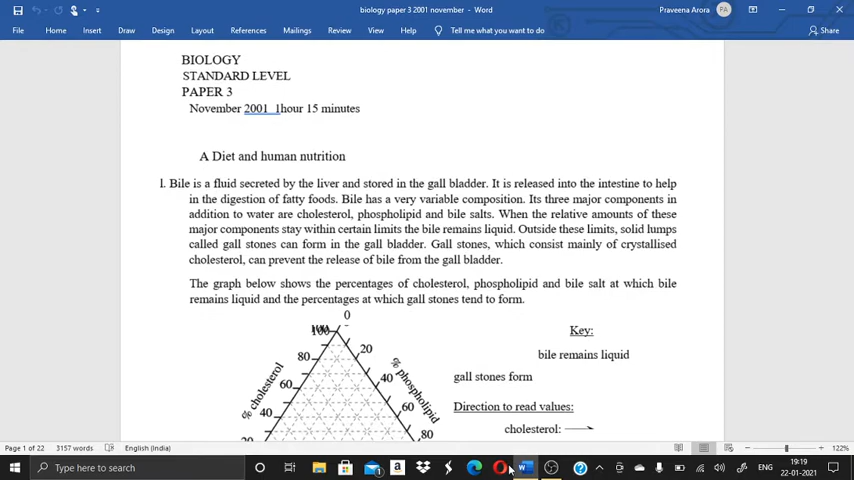 biology paper 3 2001 november - Word
Praveena Arora
PA
File Home Insert Draw Design Layout References Mailings Review View Help Tell me what you want to do Share
BIOLOGY
STANDARD LEVEL
PAPER 3
November 2001 1hour 15 minutes
A Diet and human nutrition
l. Bile is a fluid secreted by the liver and stored in the gall bladder. It is released into the intestine to help
in the digestion of fatty foods. Bile has a very variable composition. Its three major components in
addition to water are cholesterol, phospholipid and bile salts. When the relative amounts of these
major components stay within certain limits the bile remains liquid. Outside these limits, solid lumps
called gall stones can form in the gall bladder. Gall stones, which consist mainly of crystallised
cholesterol, can prevent the release of bile from the gall bladder.
The graph below shows the percentages of cholesterol, phospholipid and bile salt at which bile
remains liquid and the percentages at which gall stones tend to form.
0
100
20
80
40
60
60
40
80
% cholesterol
% phospholipid
Key:
bile remains liquid
gall stones form
Direction to read values:
cholesterol:
Page 1 of 22 3157 words English (India) 122%
Type here to search
ENG
19:19
22-01-2021